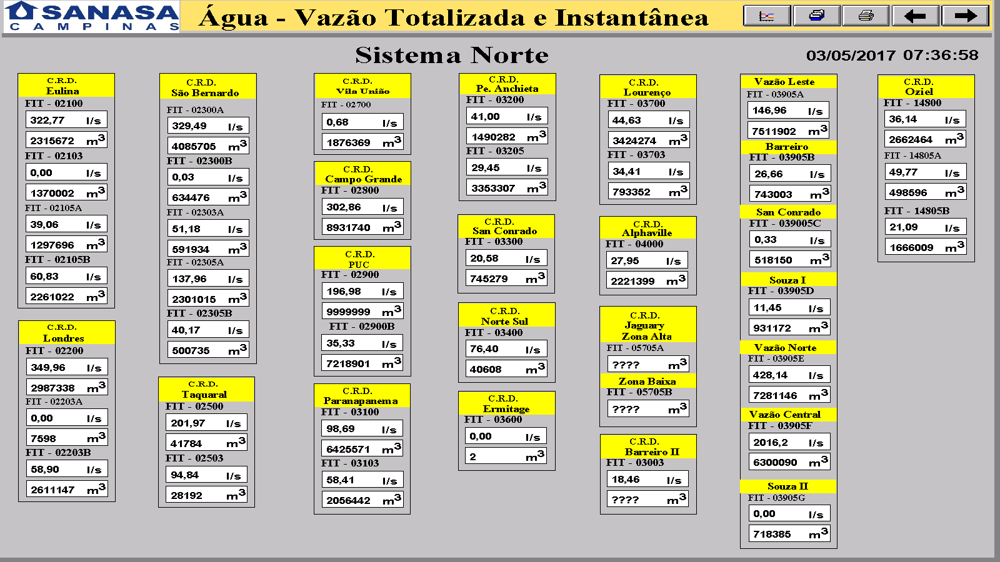 SANASA
CAMPINAS
Água - Vazão Totalizada e Instantânea
Sistema Norte
03/05/2017 07:36:58
C.R.D.
Eulina
FIT - 02100
322,77 l/s
2315672 m³
FIT - 02103
0,00 l/s
1370002 m³
FIT - 02105A
39,06 l/s
1297696 m³
FIT - 02105B
60,83 l/s
2261022 m³
C.R.D.
Londres
FIT - 02200
349,96 l/s
2987338 m³
FIT - 02203A
0,00 l/s
7598 m³
FIT - 02203B
58,90 l/s
2611147 m³
C.R.D.
São Bernardo
FIT - 02300A
329,49 l/s
4085705 m³
FIT - 02300B
0,03 l/s
634476 m³
FIT - 02303A
51,18 l/s
591934 m³
FIT - 02305A
137,96 l/s
2301015 m³
FIT - 02305B
40,17 l/s
500735 m³
C.R.D.
Taquaral
FIT - 02500
201,97 l/s
41784 m³
FIT - 02503
94,84 l/s
28192 m³
C.R.D.
Vila União
FIT - 02700
0,68 l/s
1876369 m³
C.R.D.
Campo Grande
FIT - 02800
302,86 l/s
8931740 m³
C.R.D.
PUC
FIT - 02900
196,98 l/s
9999999 m³
FIT - 02900B
35,33 l/s
7218901 m³
C.R.D.
Paranapanema
FIT - 03100
98,69 l/s
6425571 m³
FIT - 03103
58,41 l/s
2056442 m³
C.R.D.
Pe. Anchieta
FIT - 03200
41,00 l/s
1490282 m³
FIT - 03205
29,45 l/s
3353307 m³
C.R.D.
San Conrado
FIT - 03300
20,58 l/s
745279 m³
C.R.D.
Norte Sul
FIT - 03400
76,40 l/s
40608 m³
C.R.D.
Ermitage
FIT - 03600
0,00 l/s
2 m³
C.R.D.
Lourenço
FIT - 03700
44,63 l/s
3424274 m³
FIT - 03703
34,41 l/s
793352 m³
C.R.D.
Alphaville
FIT - 04000
27,95 l/s
2221399 m³
C.R.D.
Jaguary
Zona Alta
FIT - 05705A
???? m³
Zona Baixa
FIT - 05705B
???? m³
C.R.D.
Barreiro II
FIT - 03003
18,46 l/s
???? m³
Vazão Leste
FIT - 03905A
146,96 l/s
7511902 m³
Barreiro
FIT - 03905B
26,66 l/s
743003 m³
San Conrado
FIT - 039005C
0,33 l/s
518150 m³
Souza I
FIT - 03905D
11,45 l/s
931172 m³
Vazão Norte
FIT - 03905E
428,14 l/s
7281146 m³
Vazão Central
FIT - 03905F
2016,2 l/s
6300090 m³
Souza II
FIT - 03905G
0,00 l/s
718385 m³
C.R.D.
Oziel
FIT - 14800
36,14 l/s
2662464 m³
FIT - 14805A
49,77 l/s
498596 m³
FIT - 14805B
21,09 l/s
1666009 m³